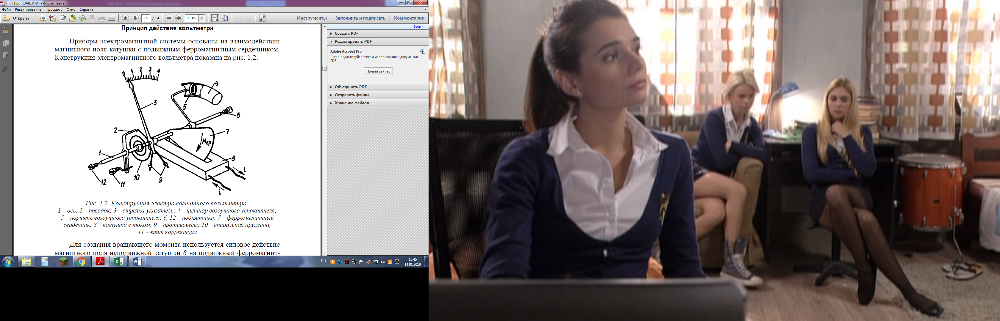 mulr1.pdf (ЗАЩИТА) - Adobe Reader
Файл Редактирование Просмотр Окно Справка
Открыть 15 / 84 113% Инструменты Заполнить и подписать Комментарии
Войти
Создать PDF
Редактировать PDF
Adobe Acrobat Pro
Легко редактируйте текст и изображения в документах
PDF
Начать сейчас
Объединить PDF
Отправить файлы
Хранение файлов
Принцип действия вольтметра
Приборы электромагнитной системы основаны на взаимодействии
магнитного поля катушки с подвижным ферромагнитным сердечником.
Конструкция электромагнитного вольтметра показана на рис. 1.2.
0 1 2 3 4
4
3
5
6
2
7
Mвр
1
8
i
12
11
10
9
i
Рис. 1.2. Конструкция электромагнитного вольтметра:
1 – ось; 2 – поводок; 3 – стрелка-указатель; 4 – цилиндр воздушного успокоителя;
5 – поршень воздушного успокоителя; 6, 12 – подпятники; 7 – ферромагнитный
сердечник; 8 – катушка с током; 9 – противовесы; 10 – спиральная пружина;
11 – винт корректора
Для создания вращающего момента используется силовое действие
магнитного поля неподвижной катушки 8 на подвижный ферромагнит-
RU
16:45
14.01.2019